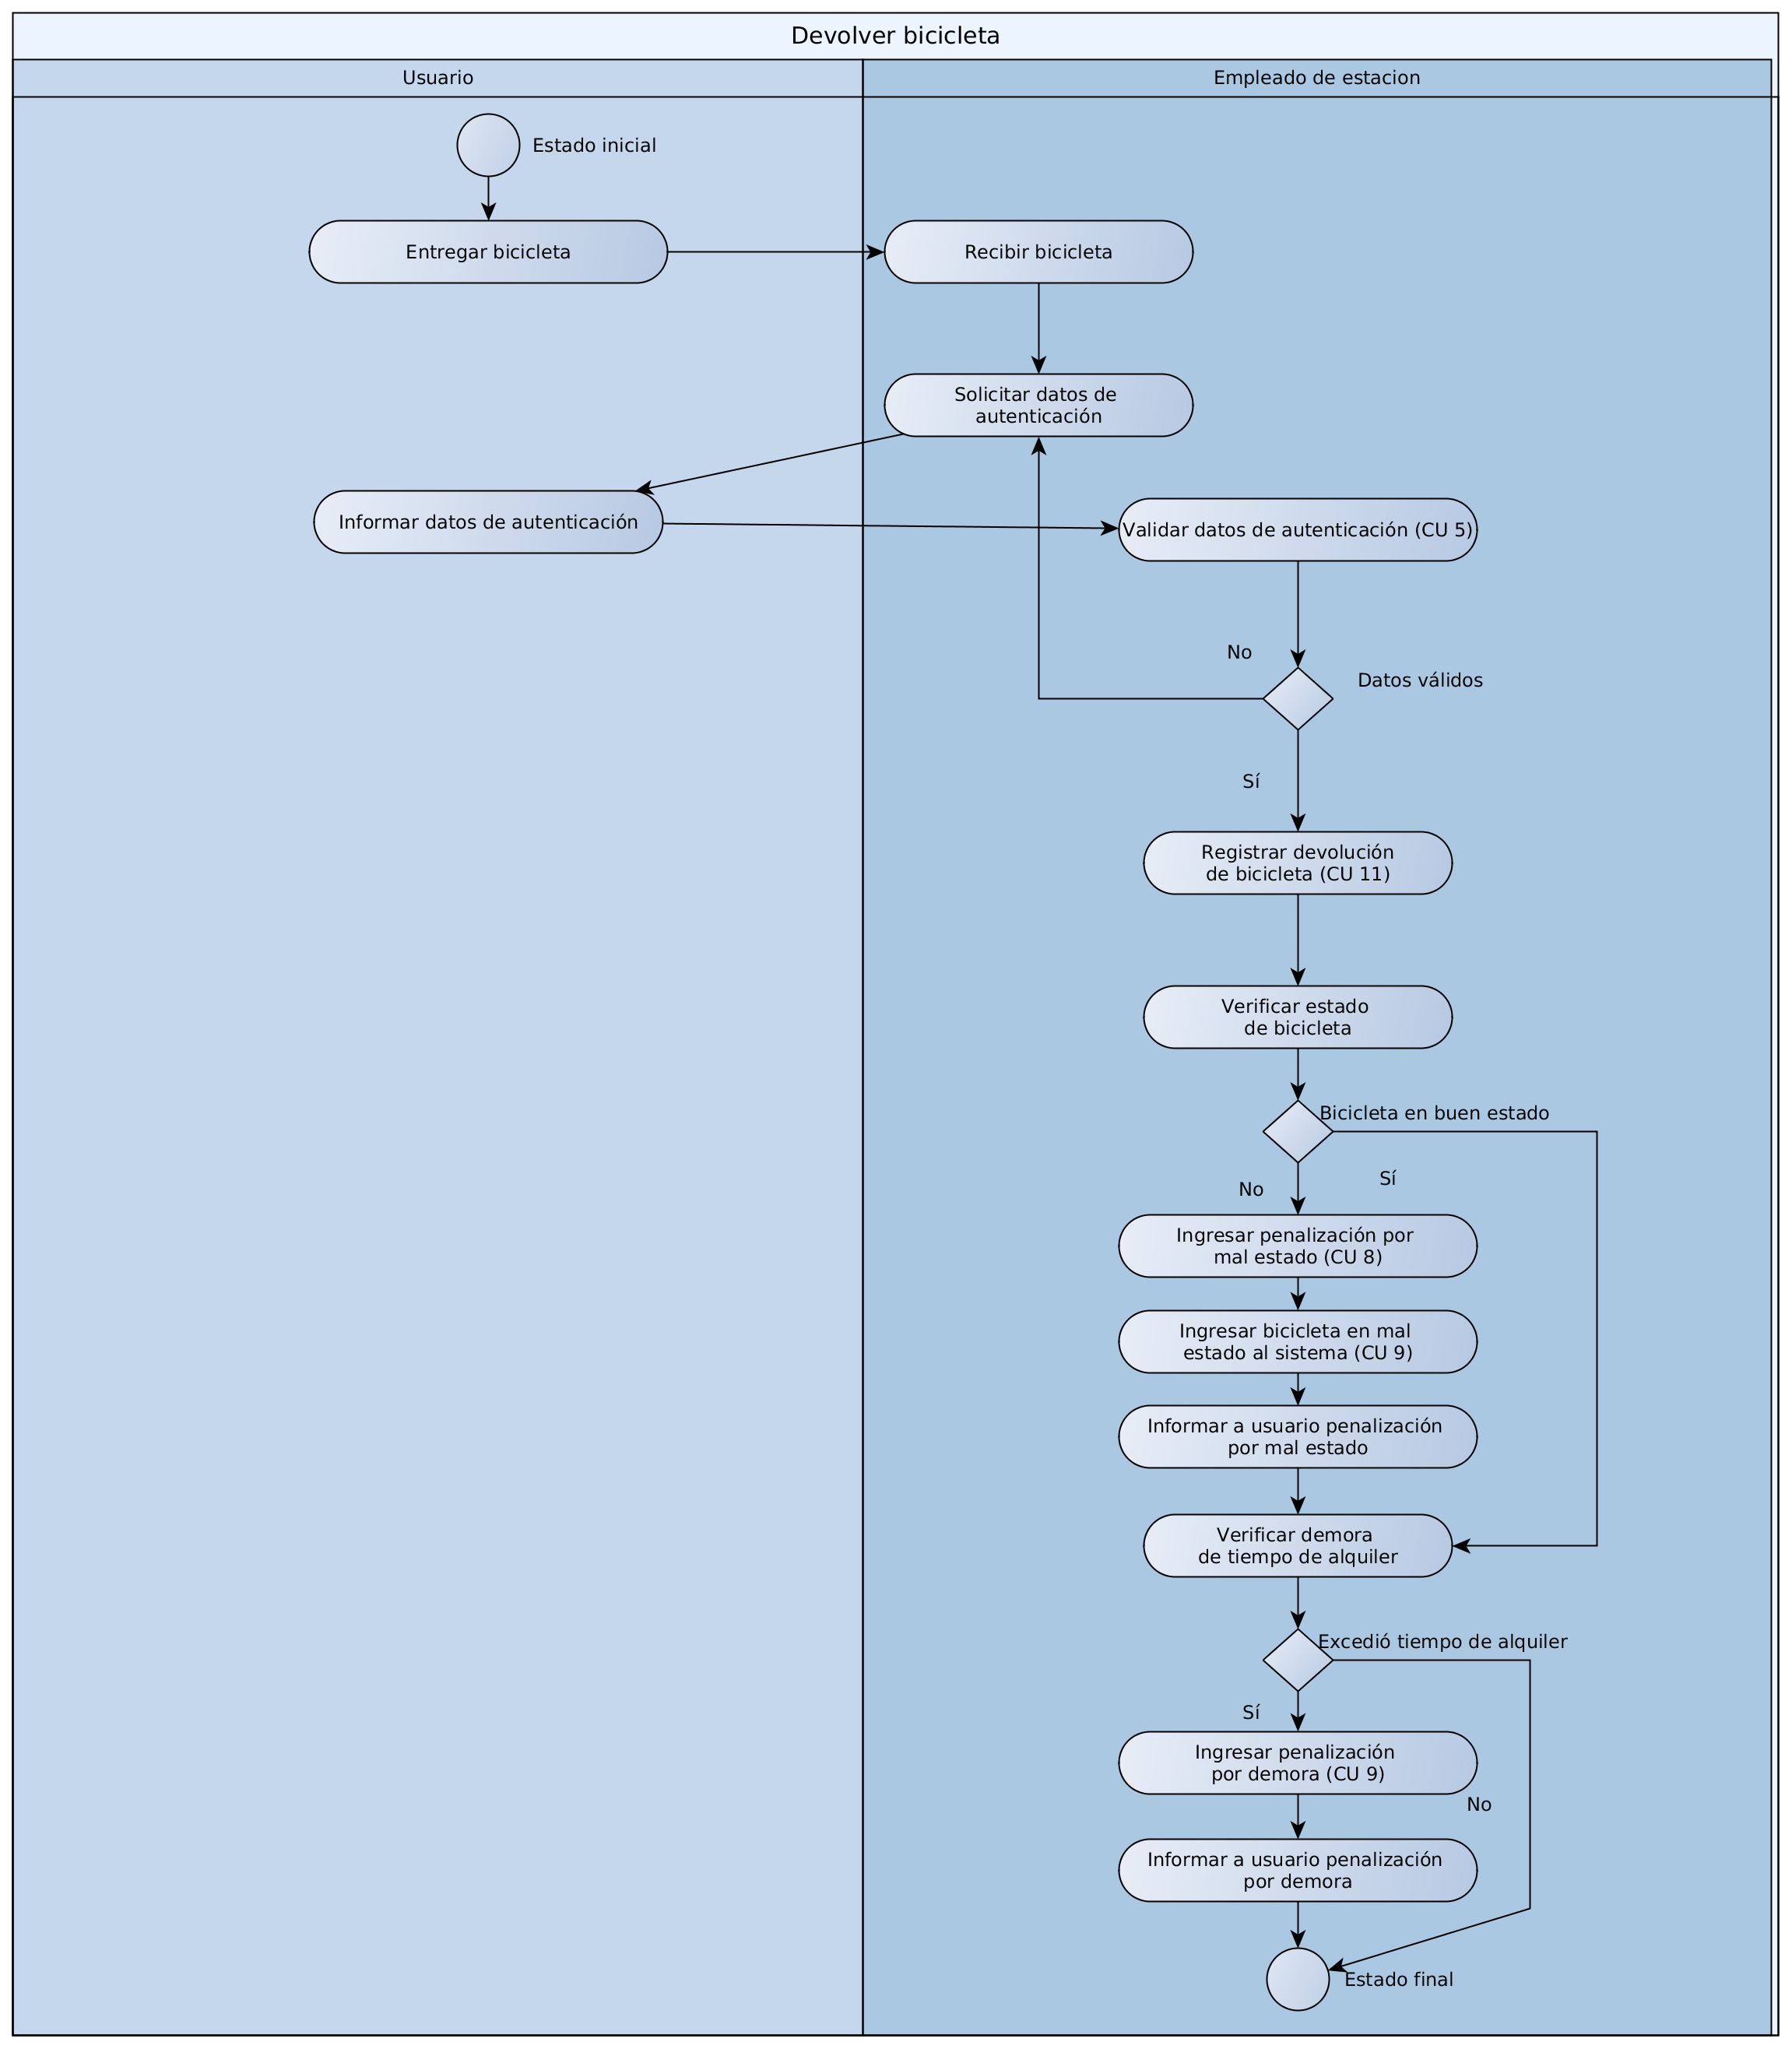 Devolver bicicleta
Usuario
Empleado de estacion
Estado inicial
Entregar bicicleta
Recibir bicicleta
Solicitar datos de
autenticación
Informar datos de autenticación
Validar datos de autenticación (CU 5)
No
Datos válidos
Sí
Registrar devolución
de bicicleta (CU 11)
Verificar estado
de bicicleta
Bicicleta en buen estado
Sí
No
Ingresar penalización por
mal estado (CU 8)
Ingresar bicicleta en mal
estado al sistema (CU 9)
Informar a usuario penalización
por mal estado
Verificar demora
de tiempo de alquiler
Excedió tiempo de alquiler
Sí
Ingresar penalización
por demora (CU 9)
No
Informar a usuario penalización
por demora
Estado final